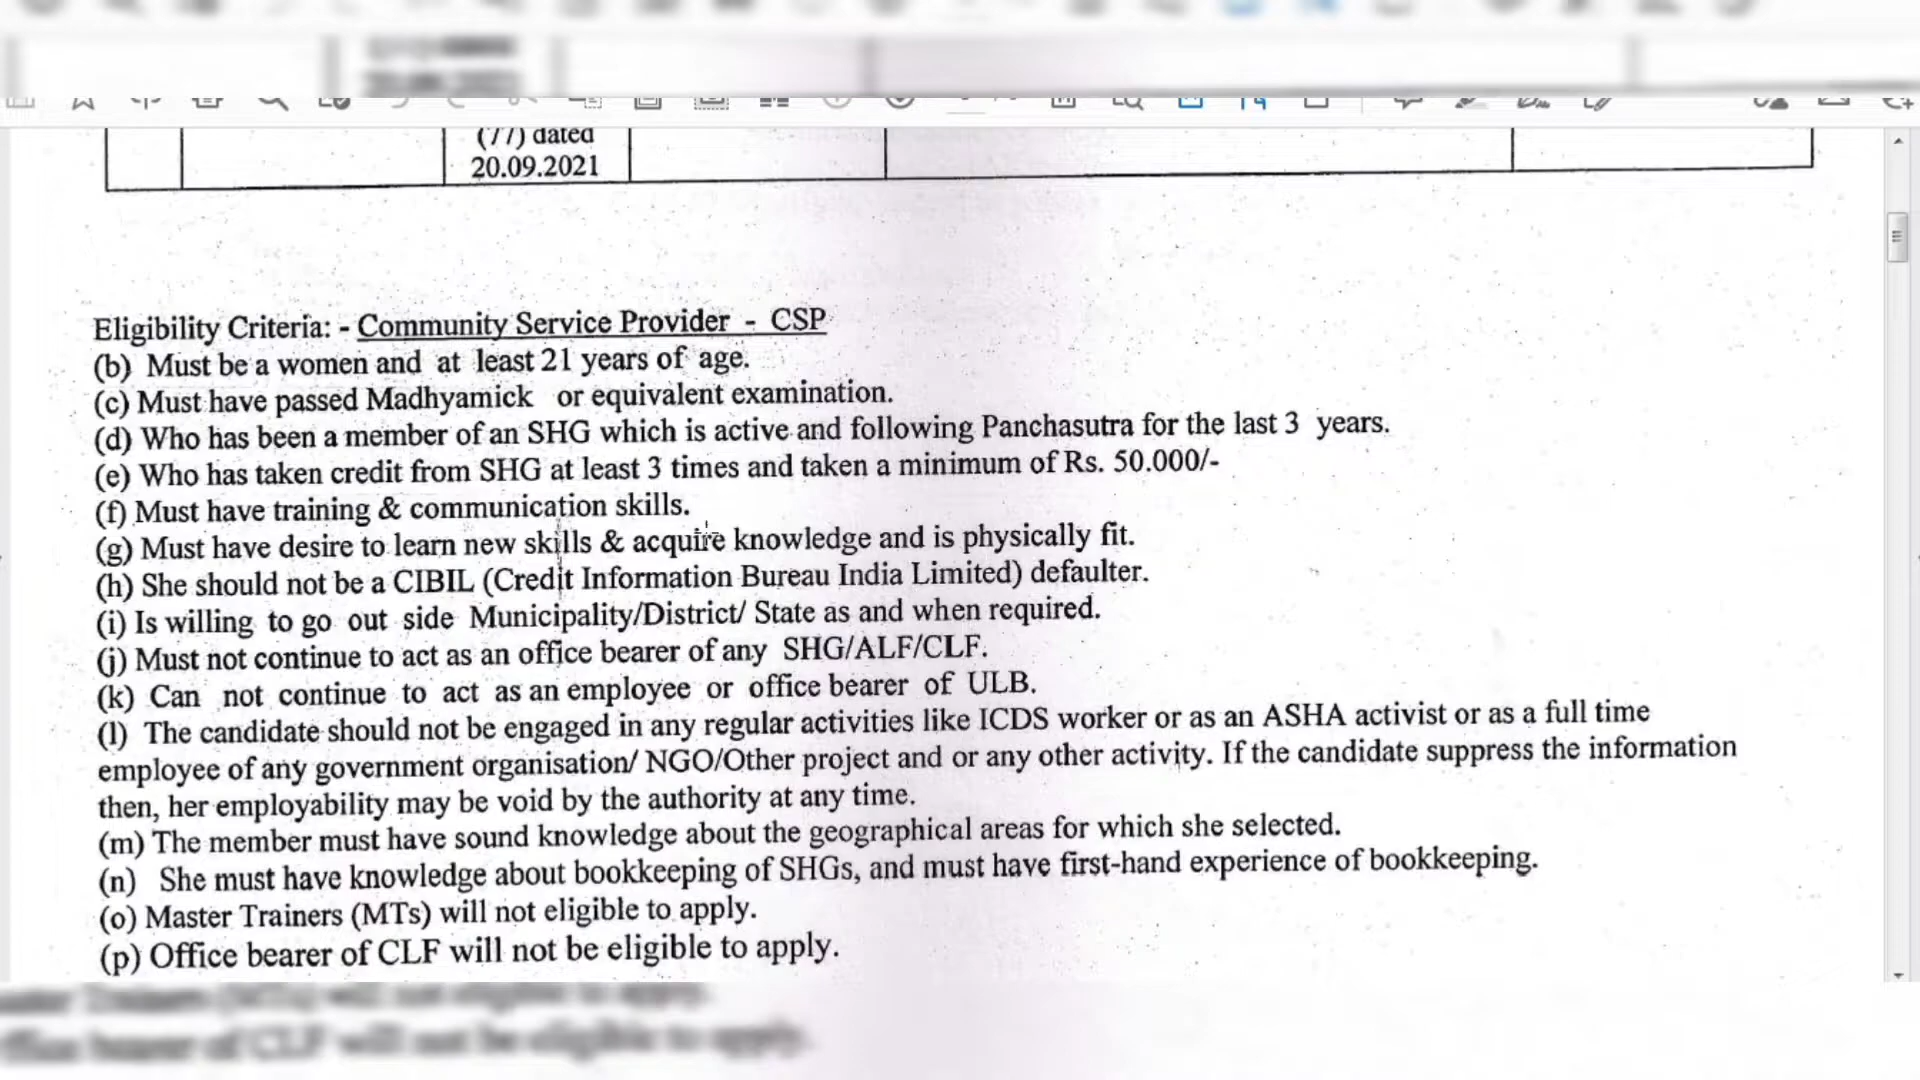 (77) dated
20.09.2021
Eligibility Criteria: - Community Service Provider - CSP
(b) Must be a women and at least 21 years of age.
(c) Must have passed Madhyamick or equivalent examination.
(d) Who has been a member of an SHG which is active and following Panchasutra for the last 3 years.
(e) Who has taken credit from SHG at least 3 times and taken a minimum of Rs. 50.000/-
(f) Must have training & communication skills.
(g) Must have desire to learn new skills & acquire knowledge and is physically fit.
(h) She should not be a CIBIL (Credit Information Bureau India Limited) defaulter.
(i) Is willing to go out side Municipality/District/ State as and when required.
(j) Must not continue to act as an office bearer of any SHG/ALF/CLF.
(k) Can not continue to act as an employee or office bearer of ULB.
(l) The candidate should not be engaged in any regular activities like ICDS worker or as an ASHA activist or as a full time
employee of any government organisation/ NGO/Other project and or any other activity. If the candidate suppress the information
then, her employability may be void by the authority at any time.
(m) The member must have sound knowledge about the geographical areas for which she selected.
(n) She must have knowledge about bookkeeping of SHGs, and must have first-hand experience of bookkeeping.
(o) Master Trainers (MTs) will not eligible to apply.
(p) Office bearer of CLF will not be eligible to apply.